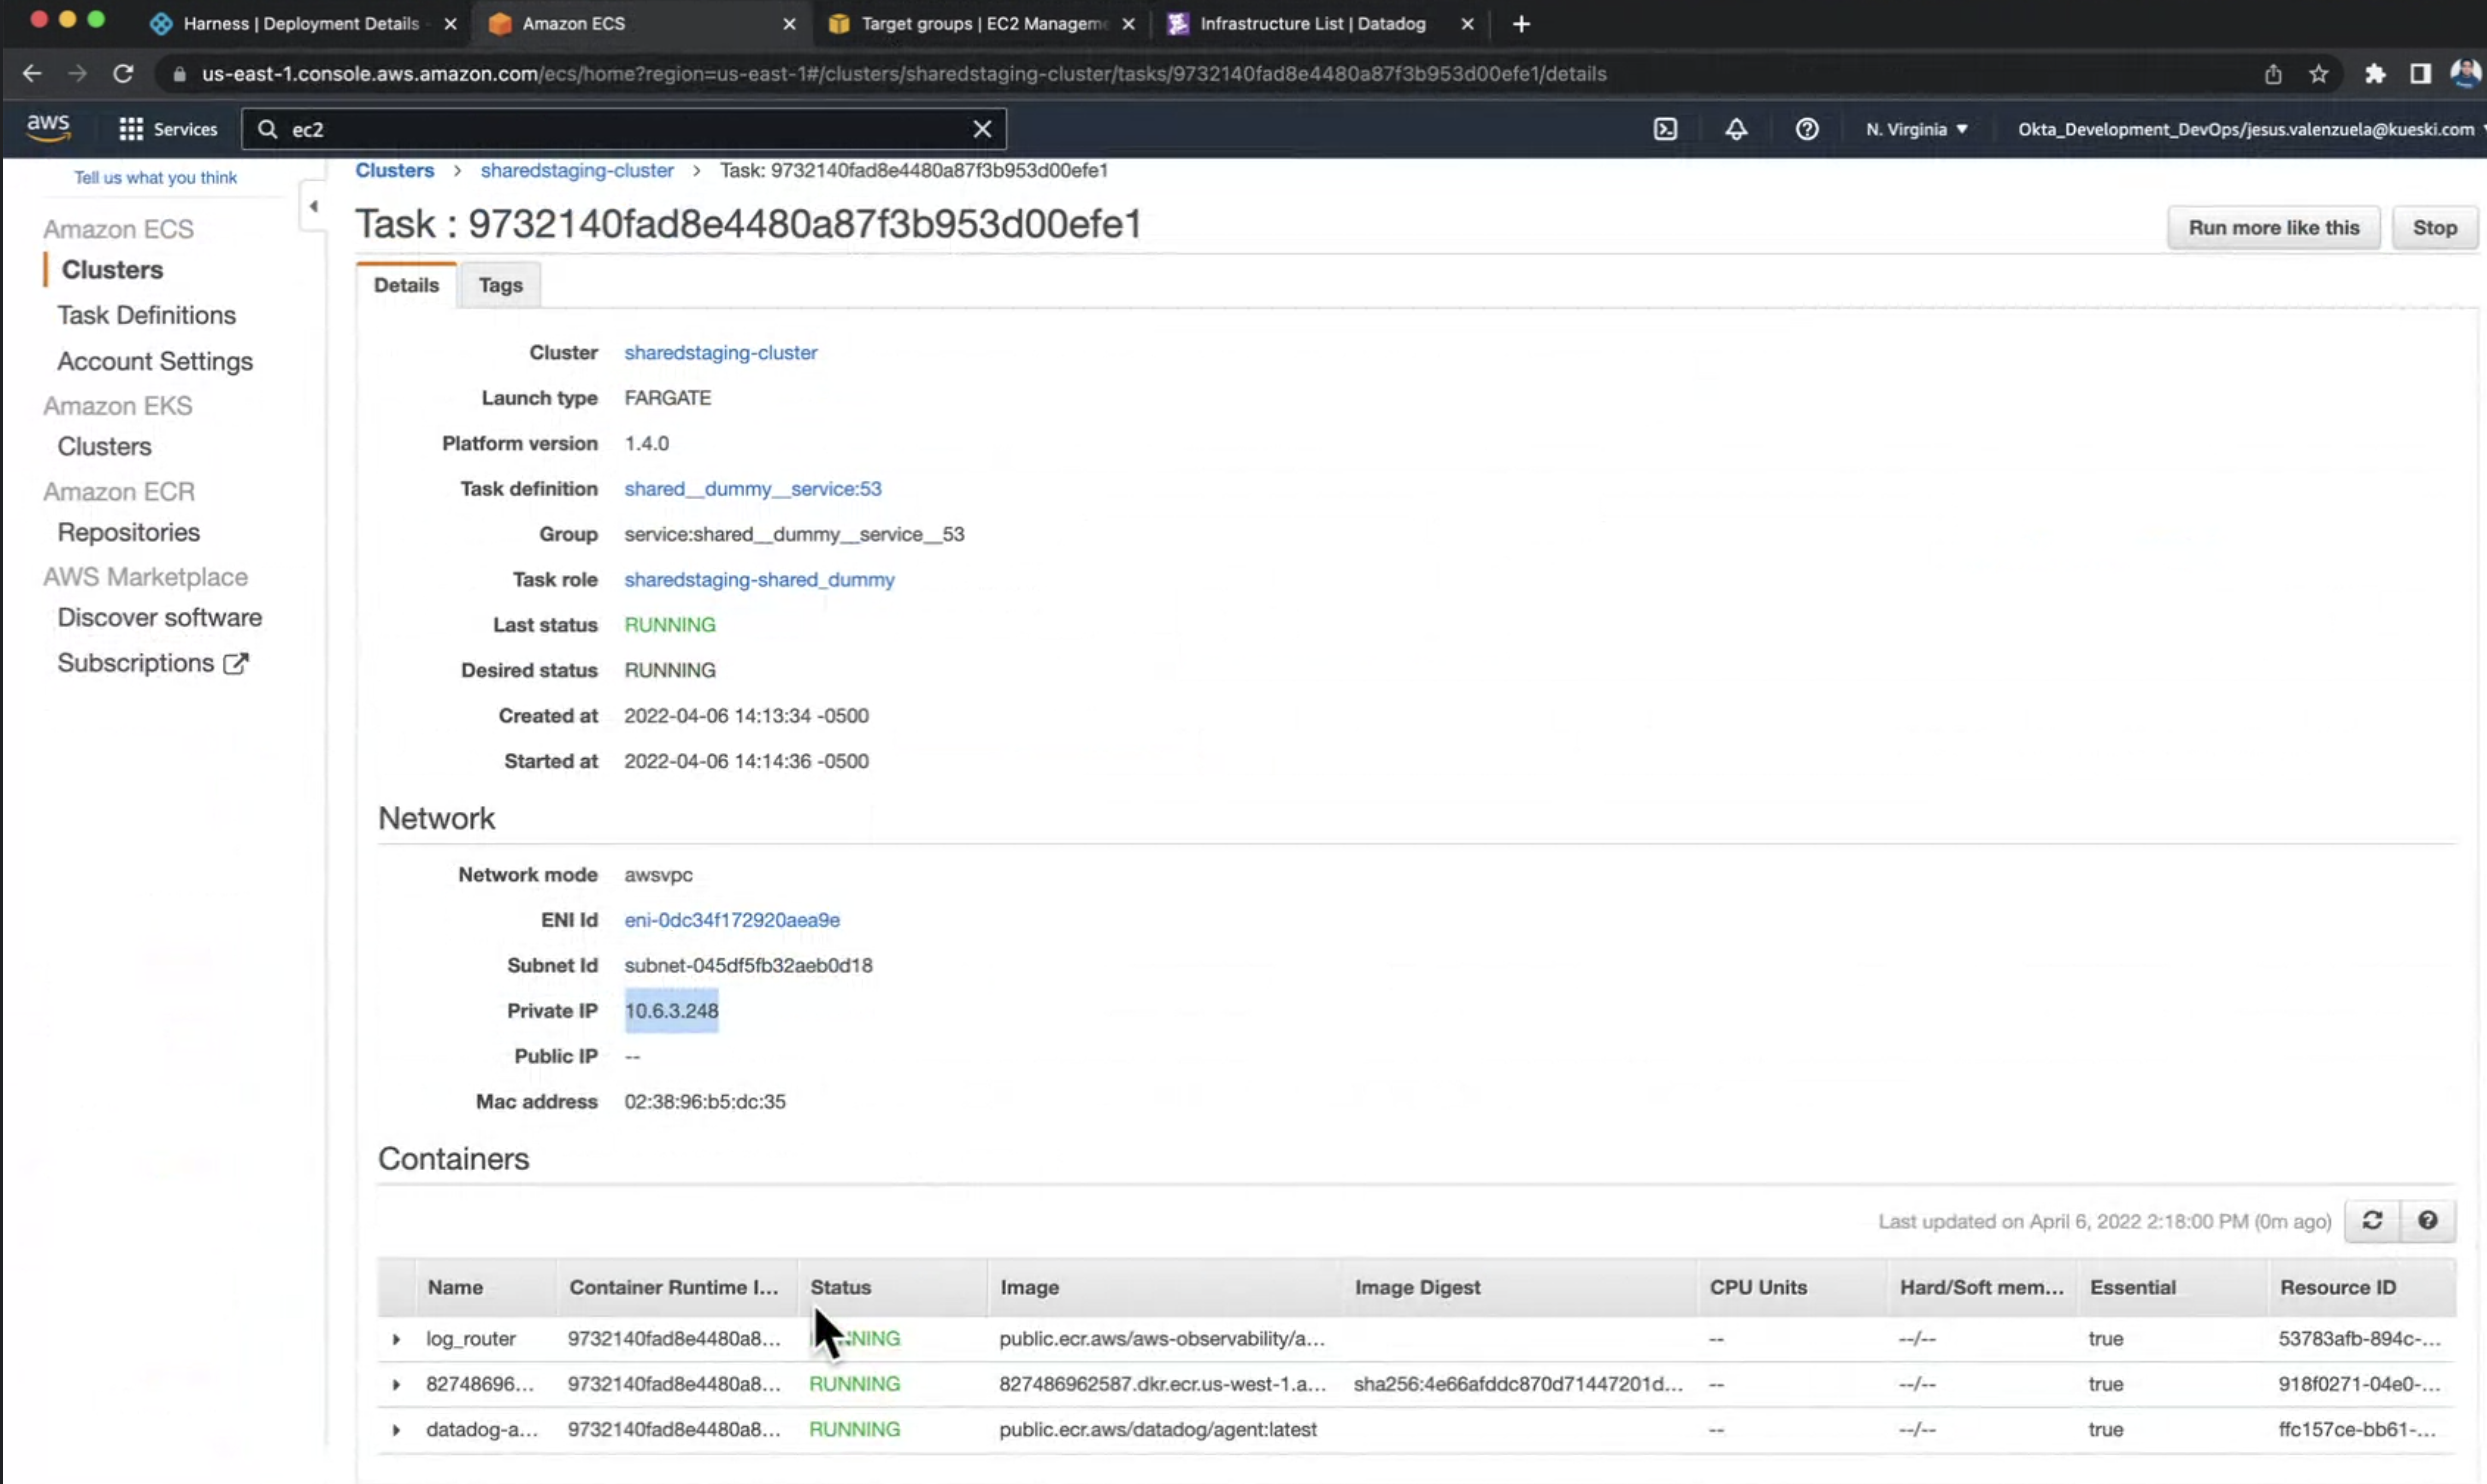 Harness | Deployment Details
Amazon ECS
Target groups | EC2 Managem
Infrastructure List | Datadog
us-east-1.console.aws.amazon.com/ecs/home?region=us-east-1#/clusters/sharedstaging-cluster/tasks/9732140fad8e4480a87f3b953d00efe1/details
aws
Services
ec2
N. Virginia
Okta_Development_DevOps/jesus.valenzuela@kueski.com
Tell us what you think
Amazon ECS
Clusters
Task Definitions
Account Settings
Amazon EKS
Clusters
Amazon ECR
Repositories
AWS Marketplace
Discover software
Subscriptions
Clusters > sharedstaging-cluster > Task: 9732140fad8e4480a87f3b953d00efe1
Task : 9732140fad8e4480a87f3b953d00efe1
Run more like this
Stop
Details
Tags
Cluster sharedstaging-cluster
Launch type FARGATE
Platform version 1.4.0
Task definition shared__dummy__service:53
Group service:shared__dummy__service__53
Task role sharedstaging-shared_dummy
Last status RUNNING
Desired status RUNNING
Created at 2022-04-06 14:13:34 -0500
Started at 2022-04-06 14:14:36 -0500
Network
Network mode awsvpc
ENI Id eni-0dc34f172920aea9e
Subnet Id subnet-045df5fb32aeb0d18
Private IP 10.6.3.248
Public IP --
Mac address 02:38:96:b5:dc:35
Containers
Last updated on April 6, 2022 2:18:00 PM (0m ago)
Name Container Runtime I... Status Image Image Digest CPU Units Hard/Soft mem... Essential Resource ID
log_router 9732140fad8e4480a8... public.ecr.aws/aws-observability/a... -- --/-- true 53783afb-894c-...
82748696... 9732140fad8e4480a8... RUNNING 827486962587.dkr.ecr.us-west-1.a... sha256:4e66afddc870d71447201d... -- --/-- true 918f0271-04e0-...
datadog-a... 9732140fad8e4480a8... RUNNING public.ecr.aws/datadog/agent:latest -- --/-- true ffc157ce-bb61-...